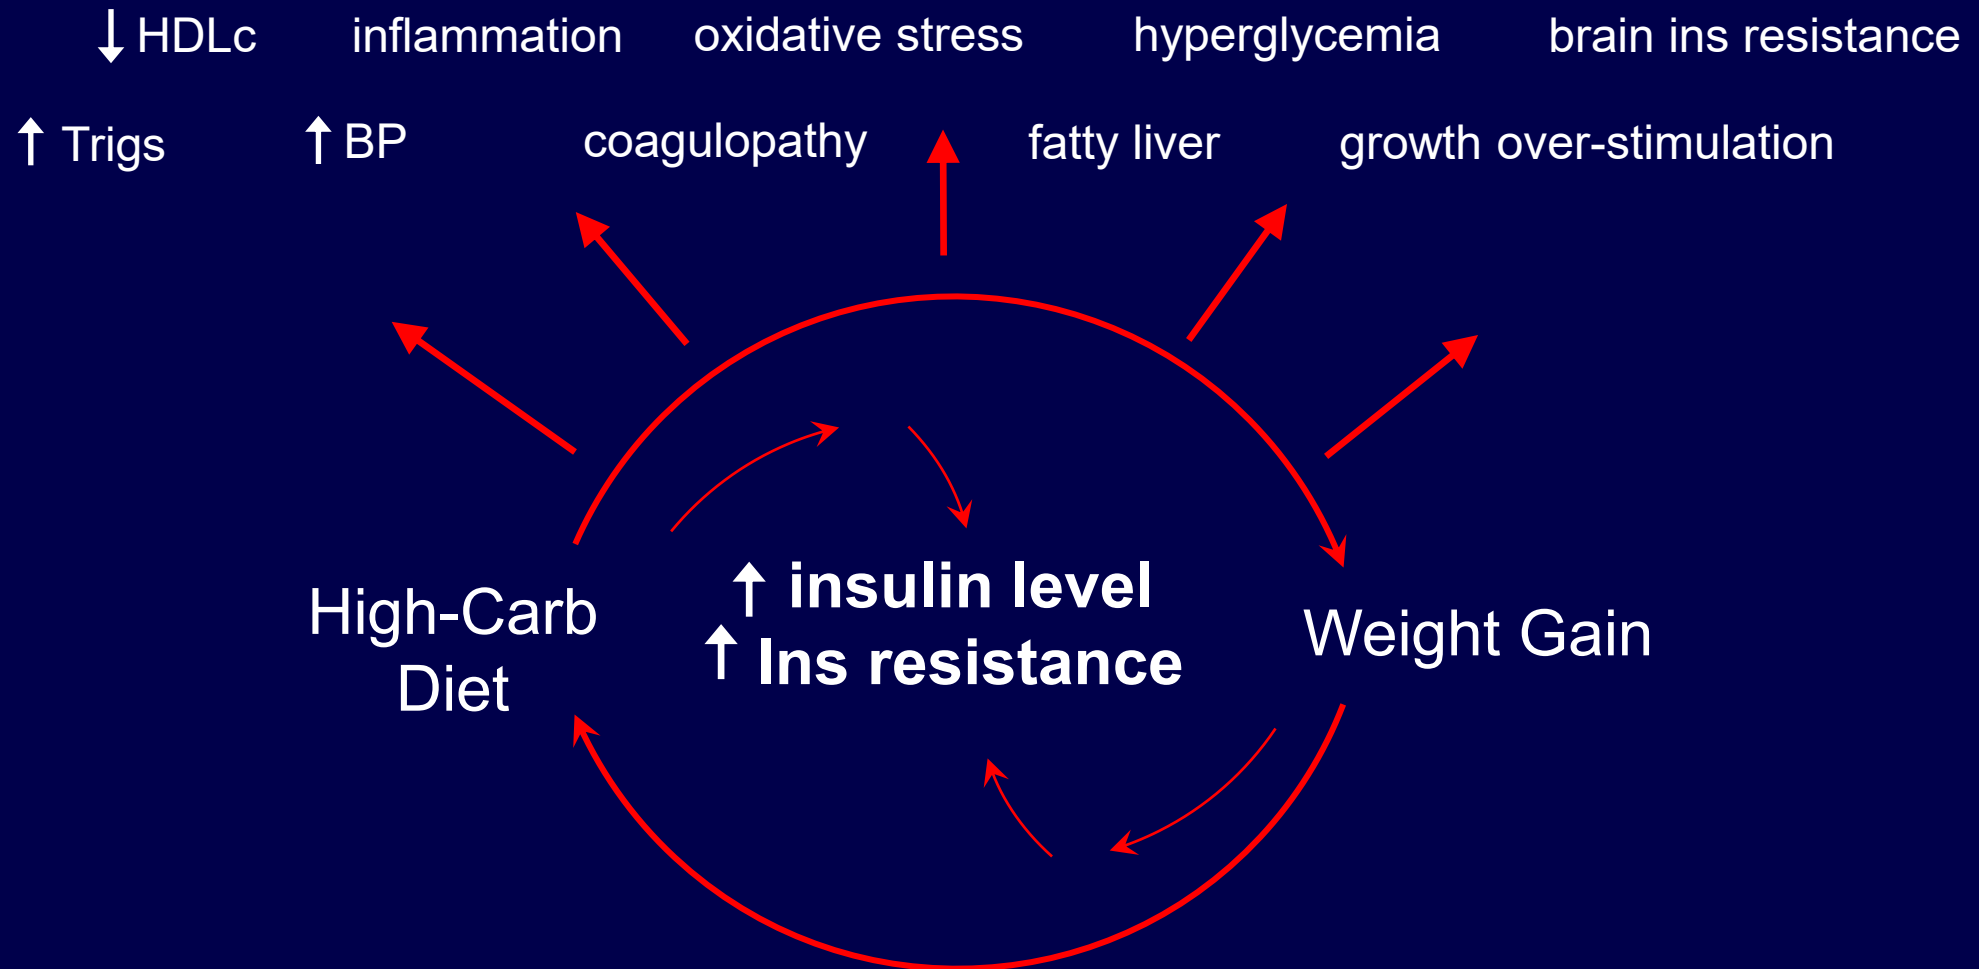 ↓ HDLc inflammation oxidative stress hyperglycemia brain ins resistance
↑ Trigs ↑ BP coagulopathy fatty liver growth over-stimulation
High-Carb
Diet
↑ insulin level
↑ Ins resistance
Weight Gain